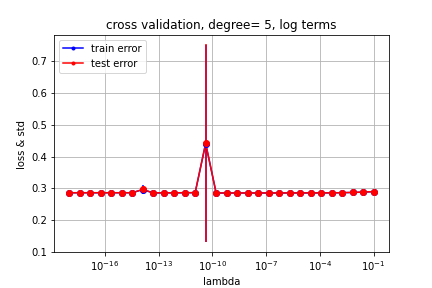 cross validation, degree= 5, log terms
train error
test error
loss & std
0.7
0.6
0.5
0.4
0.3
0.2
0.1
10⁻¹⁶
10⁻¹³
10⁻¹⁰
10⁻⁷
10⁻⁴
10⁻¹
lambda